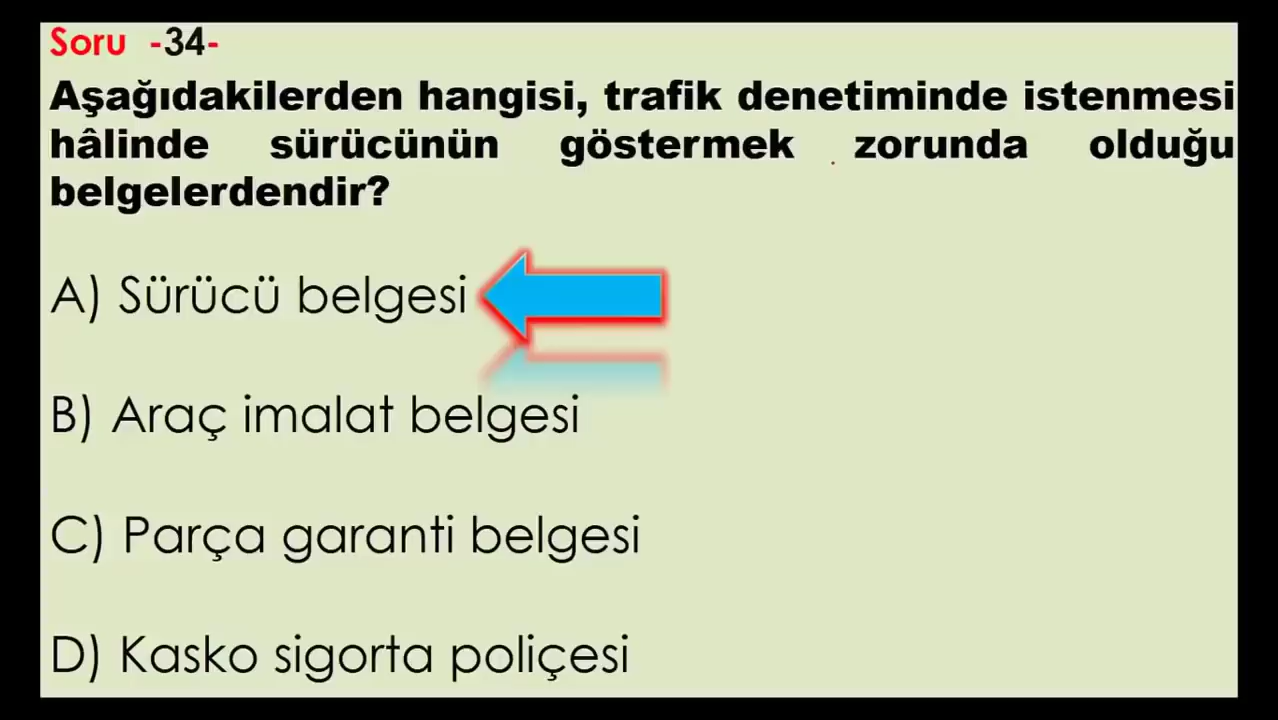 Soru -34-
Aşağıdakilerden hangisi, trafik denetiminde istenmesi
hâlinde sürücünün göstermek zorunda olduğu
belgelerdendir?
A) Sürücü belgesi
B) Araç imalat belgesi
C) Parça garanti belgesi
D) Kasko sigorta poliçesi